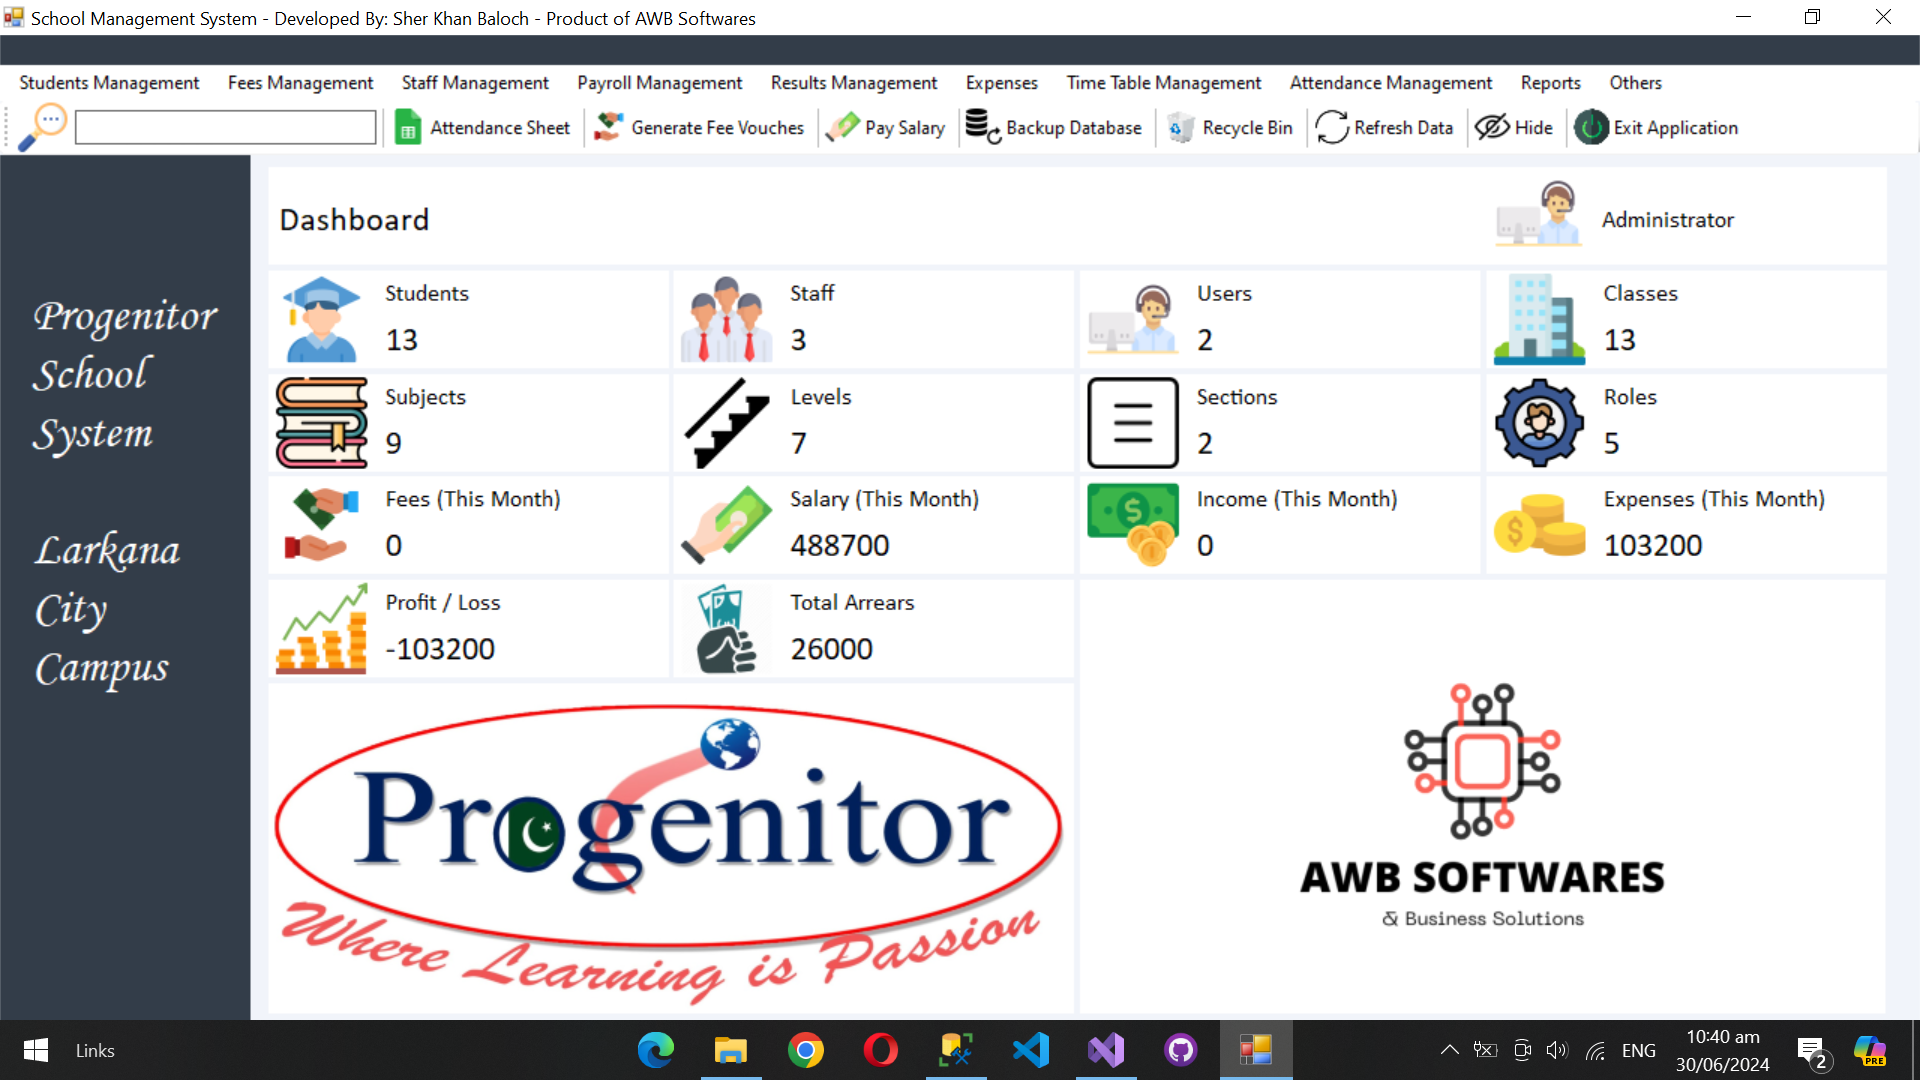 School Management System - Developed By: Sher Khan Baloch - Product of AWB Softwares
Students Management Fees Management Staff Management Payroll Management Results Management Expenses Time Table Management Attendance Management Reports Others
Attendance Sheet Generate Fee Vouches Pay Salary Backup Database Recycle Bin Refresh Data Hide Exit Application
Progenitor
School
System
Larkana
City
Campus
Dashboard
Administrator
Students
13
Staff
3
Users
2
Classes
13
Subjects
9
Levels
7
Sections
2
Roles
5
Fees (This Month)
0
Salary (This Month)
488700
Income (This Month)
0
Expenses (This Month)
103200
Profit / Loss
-103200
Total Arrears
26000
Progenitor
Where Learning is Passion
AWB SOFTWARES
& Business Solutions
Links
ENG
10:40 am
30/06/2024
2
PRE